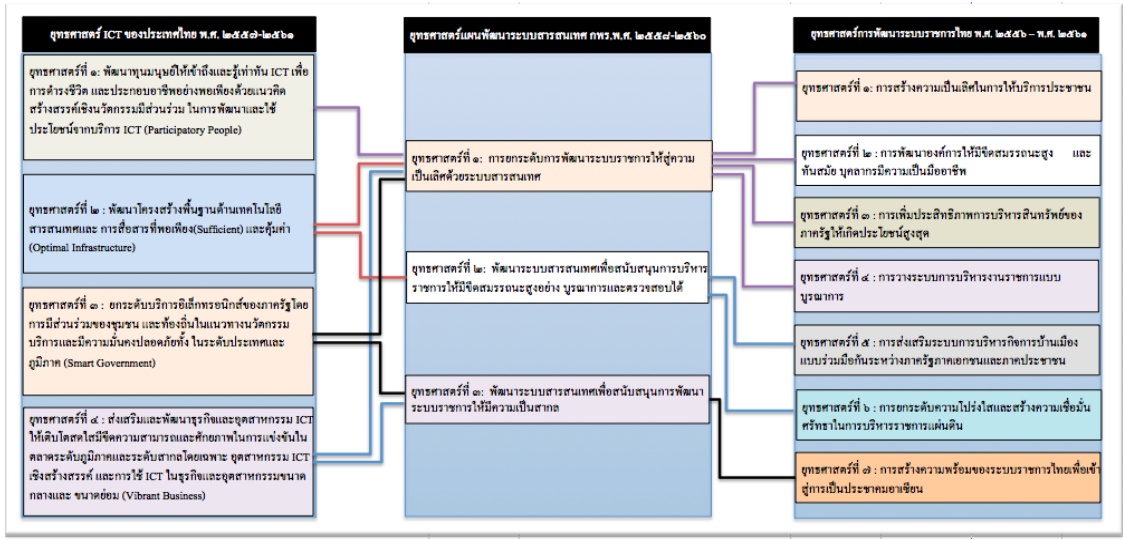 ยุทธศาสตร์ ICT ของประเทศไทย พ.ศ. ๒๕๕๗-๒๕๖๑
ยุทธศาสตร์ที่ ๑: พัฒนาทุนมนุษย์ให้เข้าถึงและรู้เท่าทัน ICT เพื่อ
การดำรงชีวิต และประกอบอาชีพอย่างพอเพียงด้วยแนวคิด
สร้างสรรค์เชิงนวัตกรรมมีส่วนร่วม ในการพัฒนาและใช้
ประโยชน์จากบริการ ICT (Participatory People)
ยุทธศาสตร์ที่ ๒ : พัฒนาโครงสร้างพื้นฐานด้านเทคโนโลยี
สารสนเทศและ การสื่อสารที่พอเพียง(Sufficient) และคุ้มค่า
(Optimal Infrastructure)
ยุทธศาสตร์ที่ ๓ : ยกระดับบริการอิเล็กทรอนิกส์ของภาครัฐโดย
การมีส่วนร่วมของชุมชน และท้องถิ่นในแนวทางนวัตกรรม
บริการและมีความมั่นคงปลอดภัยทั้ง ในระดับประเทศและ
ภูมิภาค (Smart Government)
ยุทธศาสตร์ที่ ๔ : ส่งเสริมและพัฒนาธุรกิจและอุตสาหกรรม ICT
ให้เติบโตสดใสมีขีดความสามารถและศักยภาพในการแข่งขันใน
ตลาดระดับภูมิภาคและระดับสากลโดยเฉพาะ อุตสาหกรรม ICT
เชิงสร้างสรรค์ และการใช้ ICT ในธุรกิจและอุตสาหกรรมขนาด
กลางและ ขนาดย่อม (Vibrant Business)
ยุทธศาสตร์แผนพัฒนาระบบสารสนเทศ กพร.พ.ศ. ๒๕๕๘-๒๕๖๐
ยุทธศาสตร์ที่ ๑: การยกระดับการพัฒนาระบบราชการให้สู่ความ
เป็นเลิศด้วยระบบสารสนเทศ
ยุทธศาสตร์ที่ ๒: พัฒนาระบบสารสนเทศเพื่อสนับสนุนการบริหาร
ราชการให้มีขีดสมรรถนะสูงอย่าง บูรณาการและตรวจสอบได้
ยุทธศาสตร์ที่ ๓: พัฒนาระบบสารสนเทศเพื่อสนับสนุนการพัฒนา
ระบบราชการให้มีความเป็นสากล
ยุทธศาสตร์การพัฒนาระบบราชการไทย พ.ศ. ๒๕๕๖ – พ.ศ. ๒๕๖๑
ยุทธศาสตร์ที่ ๑: การสร้างความเป็นเลิศในการให้บริการประชาชน
ยุทธศาสตร์ที่ ๒ : การพัฒนาองค์การให้มีขีดสมรรถนะสูง และ
ทันสมัย บุคลากรมีความเป็นมืออาชีพ
ยุทธศาสตร์ที่ ๓ : การเพิ่มประสิทธิภาพการบริหารสินทรัพย์ของ
ภาครัฐให้เกิดประโยชน์สูงสุด
ยุทธศาสตร์ที่ ๔ : การวางระบบการบริหารงานราชการแบบ
บูรณาการ
ยุทธศาสตร์ที่ ๕ : การส่งเสริมระบบการบริหารกิจการบ้านเมือง
แบบร่วมมือกันระหว่างภาครัฐภาคเอกชนและภาคประชาชน
ยุทธศาสตร์ที่ ๖ : การยกระดับความโปร่งใสและสร้างความเชื่อมั่น
ศรัทธาในการบริหารราชการแผ่นดิน
ยุทธศาสตร์ที่ ๗ : การสร้างความพร้อมของระบบราชการไทยเพื่อเข้า
สู่การเป็นประชาคมอาเซียน